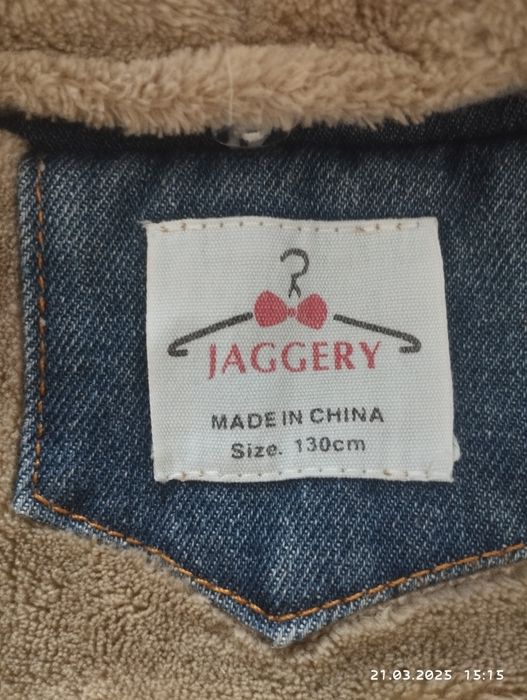 JAGGERY
MADE IN CHINA
Size. 130cm
21.03.2025 15:15